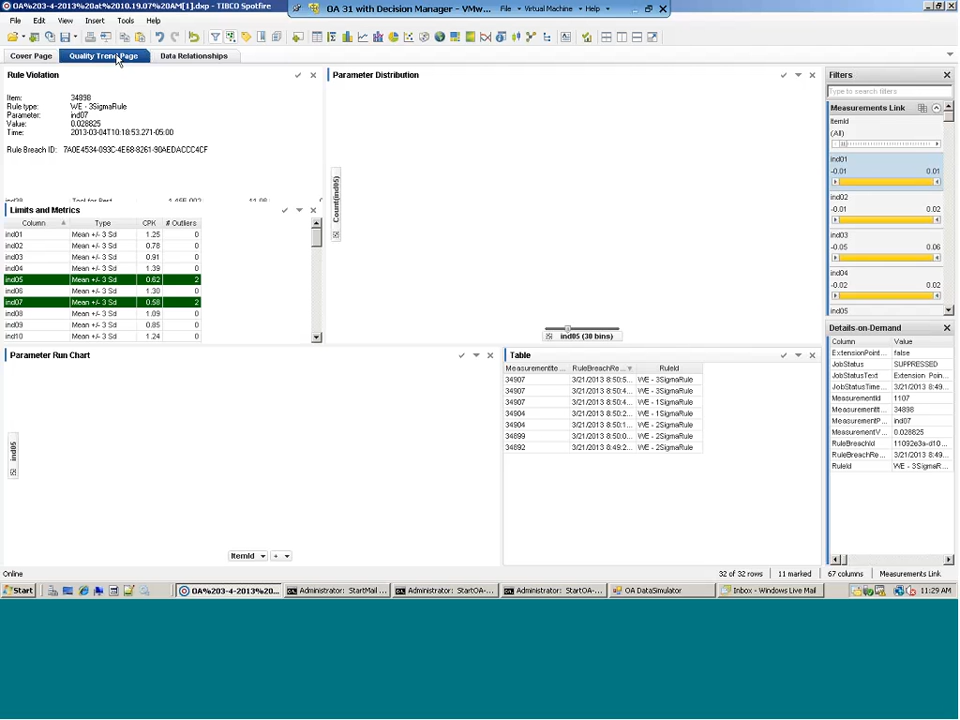 OA%203-4-2013%20at%2010.19.07%20AM[1].dxp - TIBCO Spotfire
OA 31 with Decision Manager - VMw... File Virtual Machine Help
File Edit View Insert Tools Help
Cover Page Quality Trend Page Data Relationships
Rule Violation
Item: 34898
Rule type: WE - 3SigmaRule
Parameter: ind07
Value: 0.028825
Time: 2013-03-04T10:18:53.271-05:00
Rule Breach ID: 7A0E4534-093C-4E68-8261-90AEDACCC4CF
Limits and Metrics
Column Type CPK # Outliers
ind01 Mean +/- 3 Sd 1.25 0
ind02 Mean +/- 3 Sd 0.78 0
ind03 Mean +/- 3 Sd 0.91 0
ind04 Mean +/- 3 Sd 1.39 0
ind05 Mean +/- 3 Sd 0.62 2
ind06 Mean +/- 3 Sd 1.30 0
ind07 Mean +/- 3 Sd 0.58 2
ind08 Mean +/- 3 Sd 1.09 0
ind09 Mean +/- 3 Sd 0.85 0
ind10 Mean +/- 3 Sd 1.24 0
Parameter Distribution
Count(ind05)
ind05 (30 bins)
Parameter Run Chart
ind05
ItemId + 
Table
MeasurementIte... RuleBreachRe... RuleId
34907 3/21/2013 8:50:5... WE - 3SigmaRule
34907 3/21/2013 8:50:4... WE - 3SigmaRule
34907 3/21/2013 8:50:4... WE - 1SigmaRule
34904 3/21/2013 8:50:2... WE - 1SigmaRule
34904 3/21/2013 8:50:1... WE - 2SigmaRule
34899 3/21/2013 8:50:0... WE - 2SigmaRule
34892 3/21/2013 8:49:2... WE - 2SigmaRule
Filters
Type to search filters
Measurements Link
ItemId
(All)
ind01
-0.01 0.01
ind02
-0.01 0.02
ind03
-0.05 0.06
ind04
-0.02 0.02
ind05
Details-on-Demand
Column Value
ExtensionPoint... false
JobStatus SUPPRESSED
JobStatusText Extension Poin...
JobStatusTime... 3/21/2013 8:49...
MeasurementId 1107
MeasurementIt... 34898
MeasurementP... ind07
MeasurementV... 0.028825
RuleBreachId 11092e3a-d10...
RuleBreachRe... 3/21/2013 8:49...
RuleId WE - 3SigmaR...
Online 32 of 32 rows 11 marked 67 columns Measurements Link
Start OA%203-4-2013%20... Administrator: StartMail ... Administrator: StartOA-... Administrator: StartOA-... OA DataSimulator Inbox - Windows Live Mail 11:29 AM